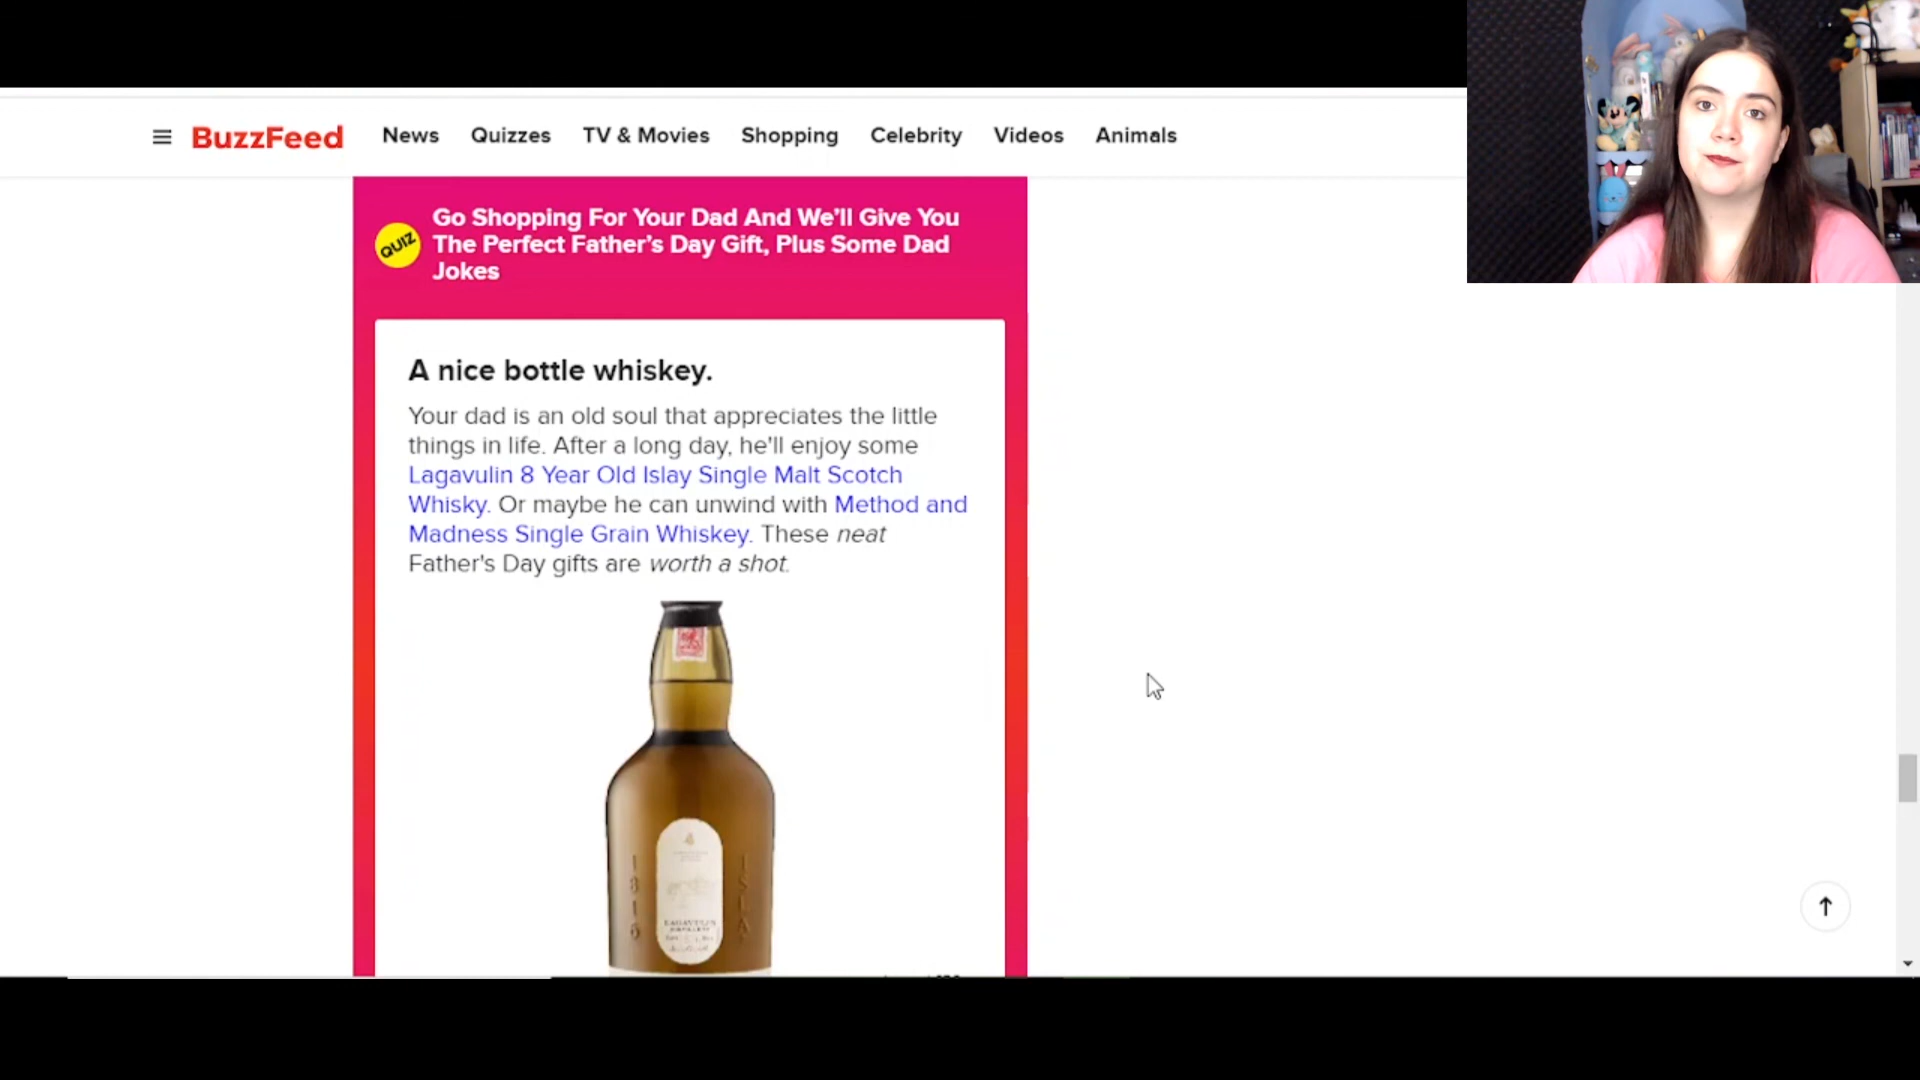 BuzzFeed News Quizzes TV & Movies Shopping Celebrity Videos Animals
QUIZ
Go Shopping For Your Dad And We'll Give You
The Perfect Father's Day Gift, Plus Some Dad
Jokes
A nice bottle whiskey.
Your dad is an old soul that appreciates the little
things in life. After a long day, he'll enjoy some
Lagavulin 8 Year Old Islay Single Malt Scotch
Whisky. Or maybe he can unwind with Method and
Madness Single Grain Whiskey. These neat
Father's Day gifts are worth a shot.
1816
ISLAY
LAGAVULIN